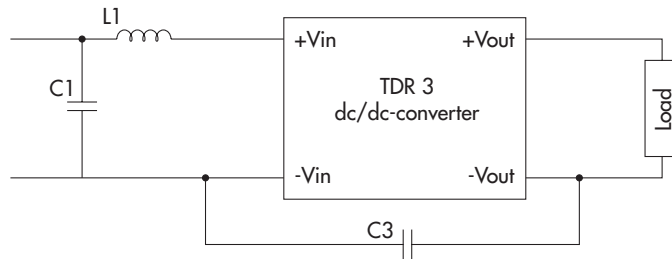 L1
+Vin
+Vout
C1
TDR 3
dc/dc-converter
Load
-Vin
-Vout
C3